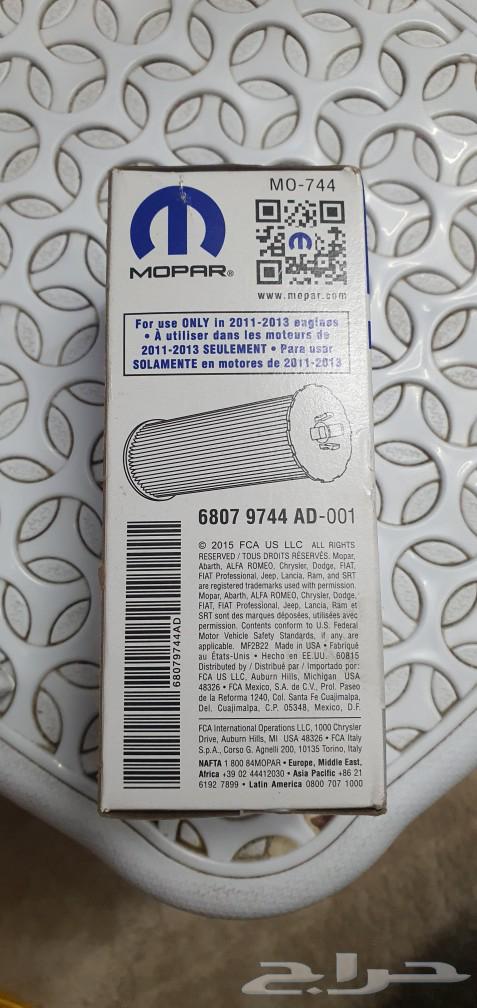 MO-744
MOPAR®
www.mopar.com
For use ONLY in 2011-2013 engines
• À utiliser dans les moteurs de
2011-2013 SEULEMENT • Para usar
SOLAMENTE en motores de 2011-2013
6807 9744 AD-001
68079744AD
© 2015 FCA US LLC ALL RIGHTS
RESERVED / TOUS DROITS RÉSERVÉS. Mopar,
Abarth, ALFA ROMEO, Chrysler, Dodge, FIAT,
FIAT Professional, Jeep, Lancia, Ram, and SRT
are registered trademarks used with permission.
Mopar, Abarth, ALFA ROMEO, Chrysler, Dodge,
FIAT, FIAT Professional, Jeep, Lancia, Ram et
SRT sont des marques déposées, utilisées avec
permission. Contents conform to U.S. Federal
Motor Vehicle Safety Standards, if any are
applicable. MF2B22 Made in USA • Fabriqué
au États-Unis • Hecho en EE.UU. 60815
Distributed by / Distribué par / Importado por:
FCA US LLC, Auburn Hills, Michigan USA
48326 • FCA Mexico, S.A. de C.V., Prol. Paseo
de la Reforma 1240, Col. Santa Fe Cuajimalpa,
Del. Cuajimalpa, C.P. 05348, Mexico, D.F.
FCA International Operations LLC, 1000 Chrysler
Drive, Auburn Hills, MI USA 48326 • FCA Italy
S.p.A., Corso G. Agnelli 200, 10135 Torino, Italy
NAFTA 1 800 84MOPAR • Europe, Middle East,
Africa +39 02 44412030 • Asia Pacific +86 21
6192 7899 • Latin America 0800 707 1000
حراج